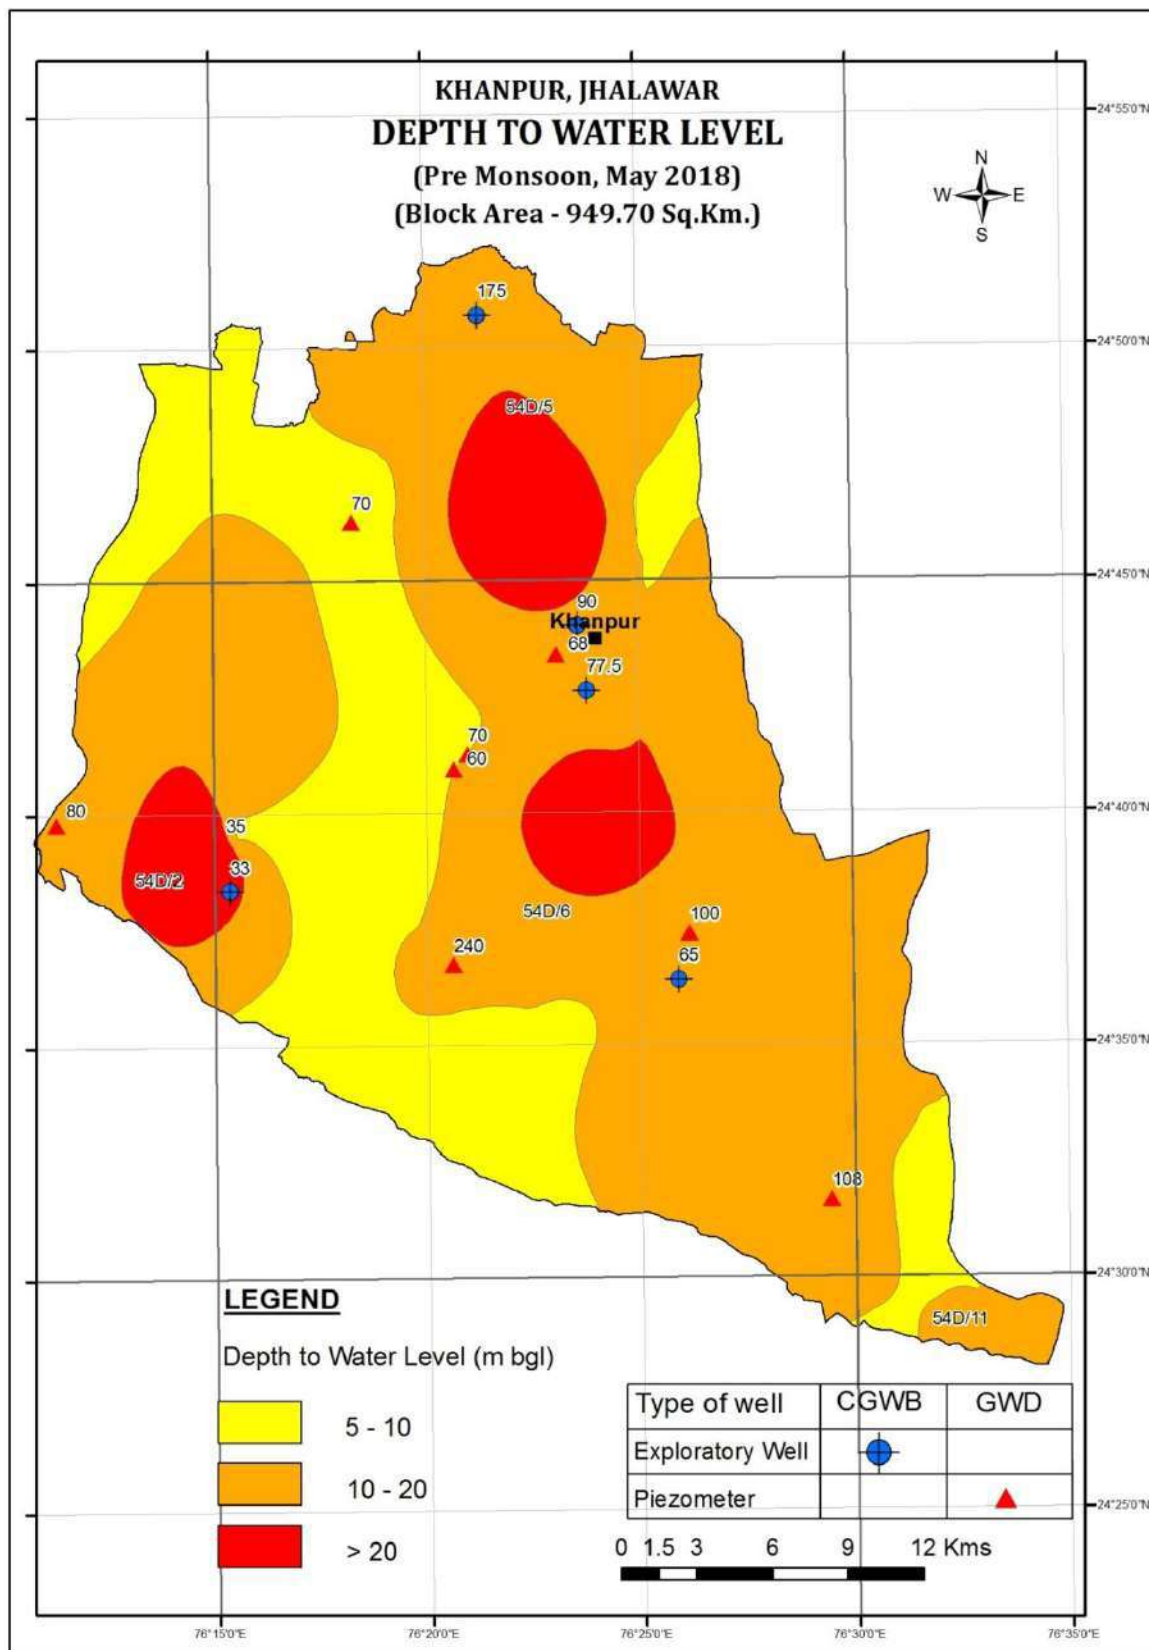 KHANPUR, JHALAWAR
DEPTH TO WATER LEVEL
(Pre Monsoon, May 2018)
(Block Area - 949.70 Sq.Km.)
N
W E
S
24°55'0"N
175
24°50'0"N
54D/5
70
24°45'0"N
90
Khanpur
68
77.5
70
60
80
35
24°40'0"N
33
54D/2
54D/6
100
240
65
24°35'0"N
108
24°30'0"N
54D/11
LEGEND
Depth to Water Level (m bgl)
5 - 10
10 - 20
> 20
Type of well CGWB GWD
Exploratory Well
Piezometer
24°25'0"N
0 1.5 3 6 9 12 Kms
76°15'0"E 76°20'0"E 76°25'0"E 76°30'0"E 76°35'0"E